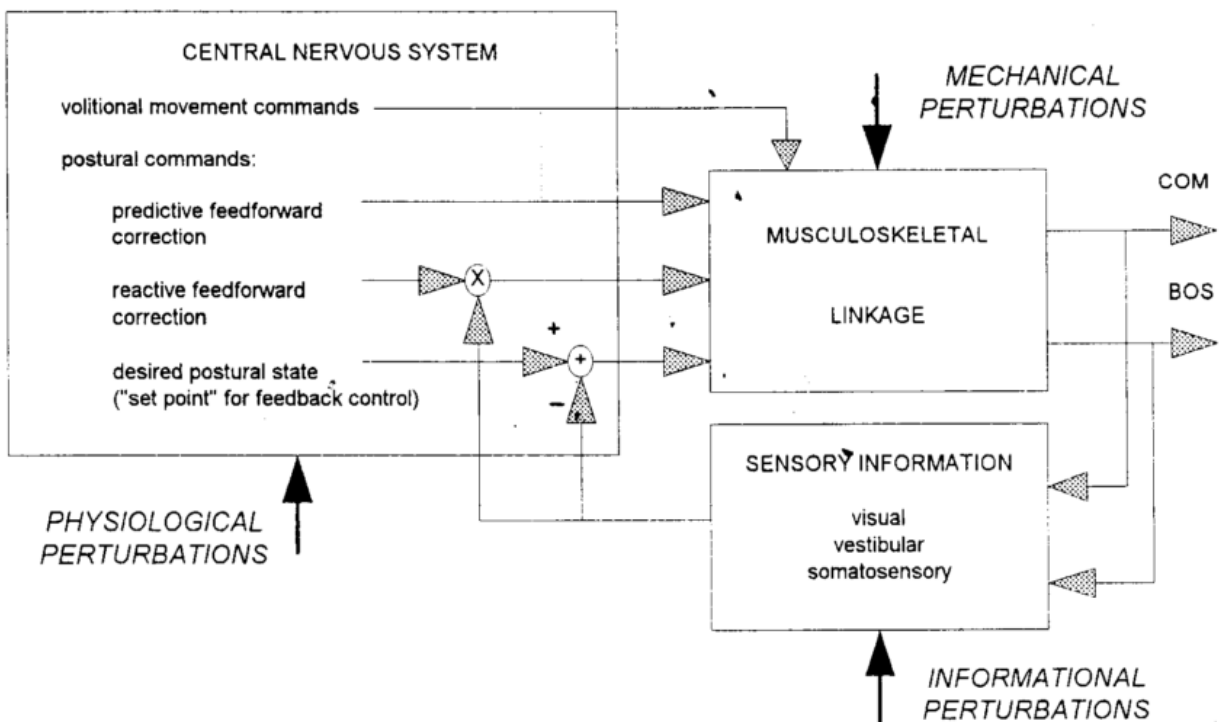 CENTRAL NERVOUS SYSTEM
volitional movement commands
postural commands:
predictive feedforward
correction
reactive feedforward
correction
desired postural state
("set point" for feedback control)
X
+
+
–
MECHANICAL
PERTURBATIONS
MUSCULOSKELETAL
LINKAGE
COM
BOS
SENSORY INFORMATION
visual
vestibular
somatosensory
PHYSIOLOGICAL
PERTURBATIONS
INFORMATIONAL
PERTURBATIONS